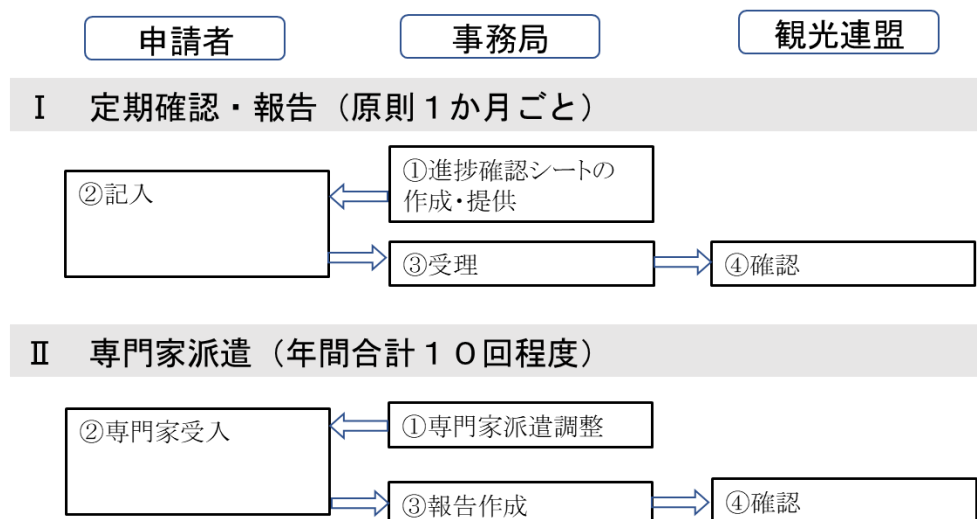 申請者
事務局
観光連盟
Ⅰ 定期確認・報告（原則１か月ごと）
①進捗確認シートの
作成・提供
②記入
③受理
④確認
Ⅱ 専門家派遣（年間合計１０回程度）
①専門家派遣調整
②専門家受入
③報告作成
④確認